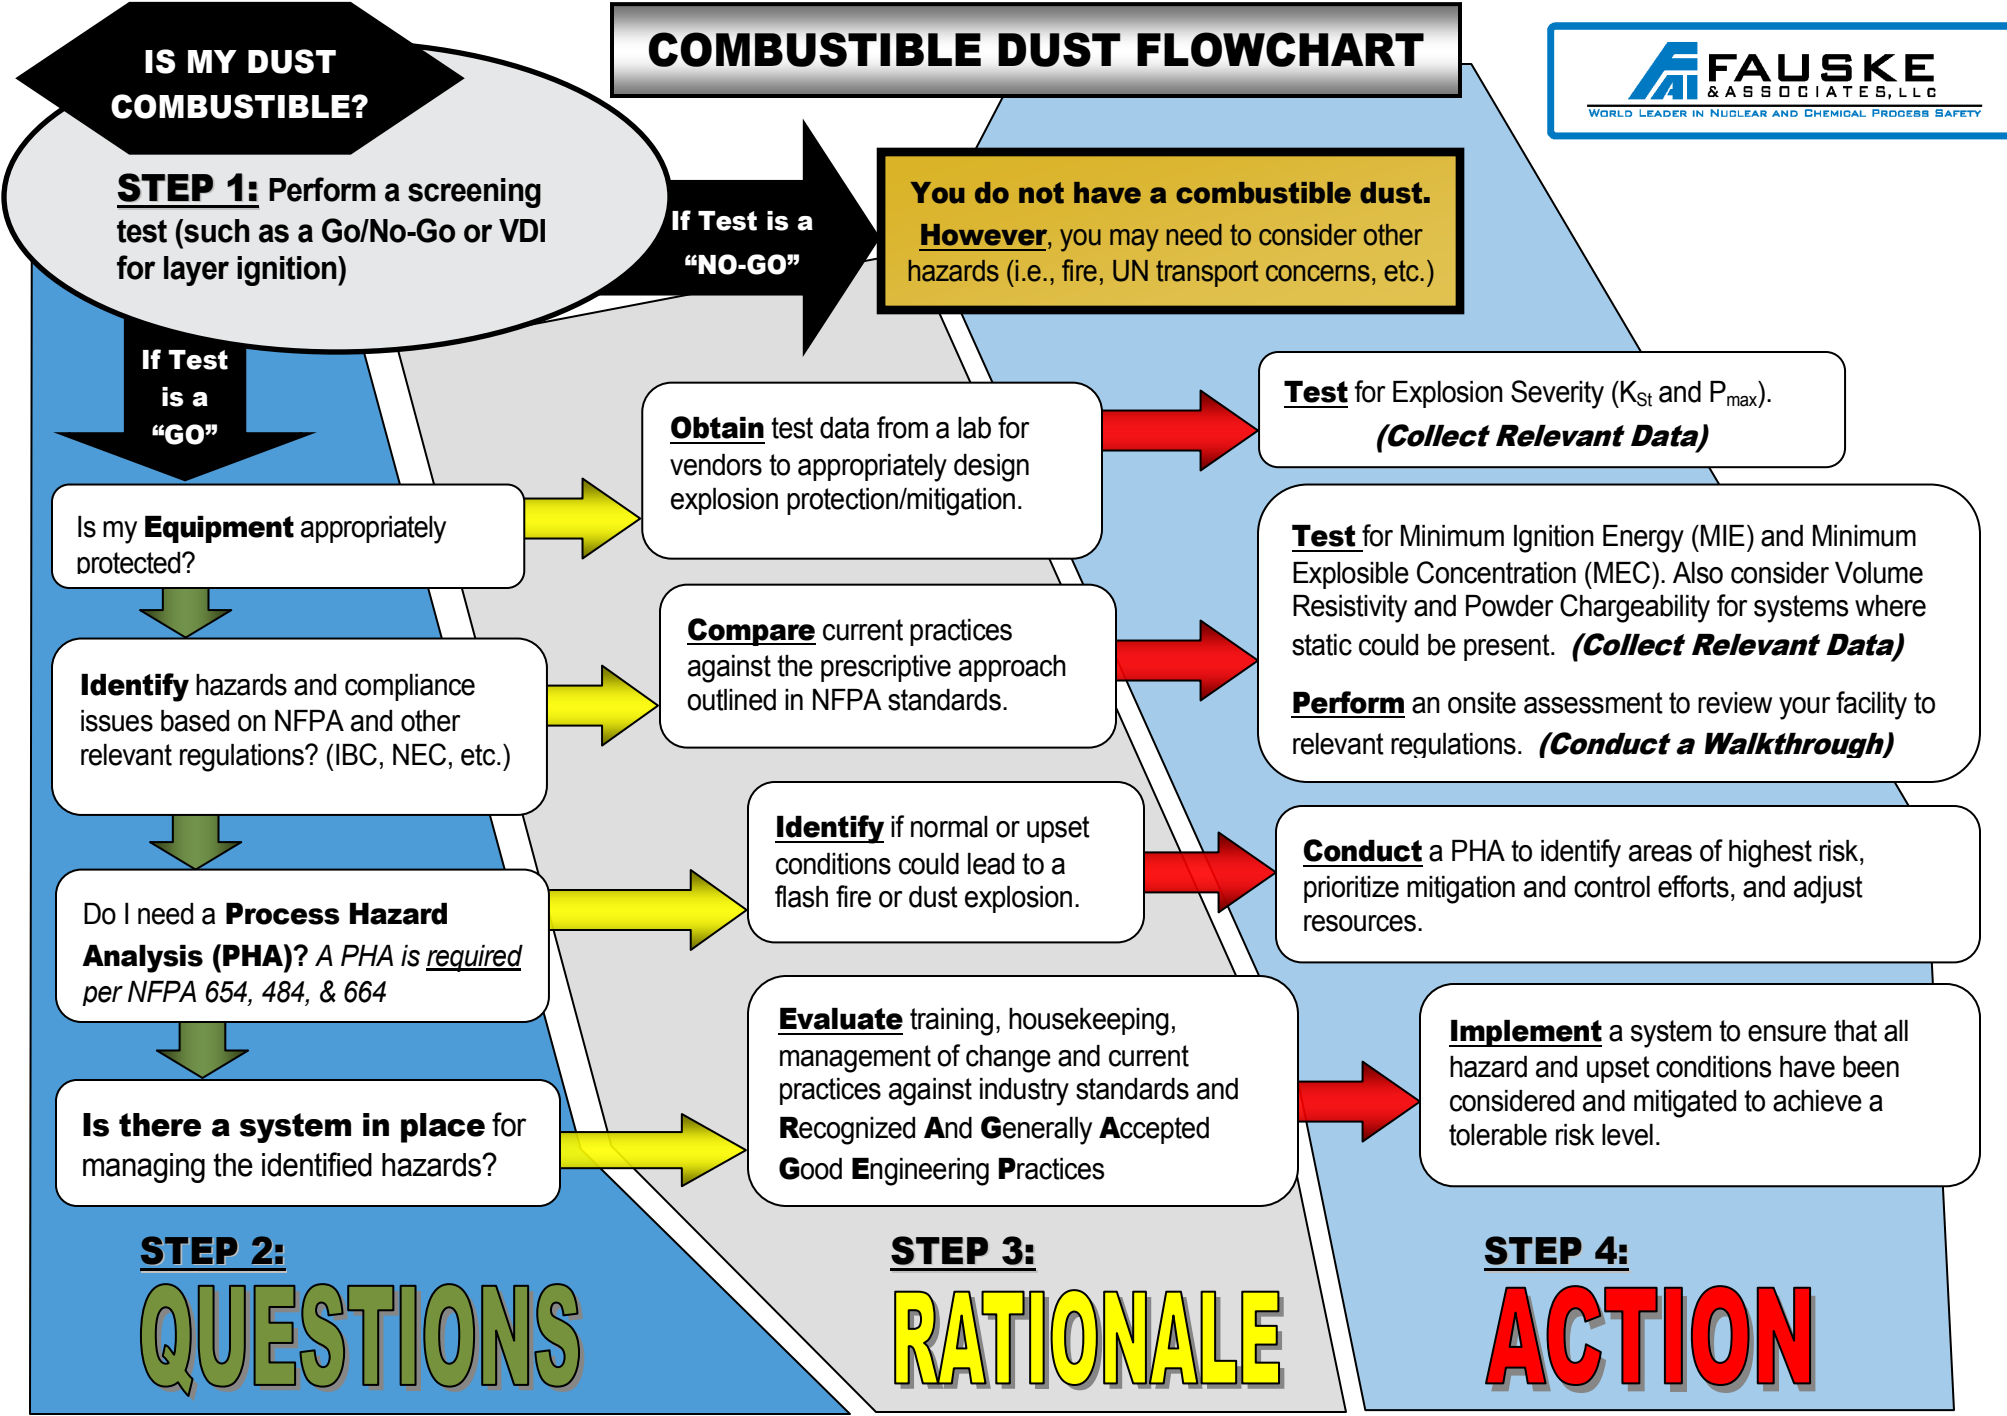 COMBUSTIBLE DUST FLOWCHART
FAI
FAUSKE
& ASSOCIATES, LLC
WORLD LEADER IN NUCLEAR AND CHEMICAL PROCESS SAFETY
IS MY DUST
COMBUSTIBLE?
STEP 1: Perform a screening
test (such as a Go/No-Go or VDI
for layer ignition)
If Test is a
“NO-GO”
You do not have a combustible dust.
However, you may need to consider other
hazards (i.e., fire, UN transport concerns, etc.)
If Test
is a
“GO”
Is my Equipment appropriately
protected?
Obtain test data from a lab for
vendors to appropriately design
explosion protection/mitigation.
Test for Explosion Severity (KSt and Pmax).
(Collect Relevant Data)
Identify hazards and compliance
issues based on NFPA and other
relevant regulations? (IBC, NEC, etc.)
Compare current practices
against the prescriptive approach
outlined in NFPA standards.
Test for Minimum Ignition Energy (MIE) and Minimum
Explosible Concentration (MEC). Also consider Volume
Resistivity and Powder Chargeability for systems where
static could be present. (Collect Relevant Data)
Perform an onsite assessment to review your facility to
relevant regulations. (Conduct a Walkthrough)
Do I need a Process Hazard
Analysis (PHA)? A PHA is required
per NFPA 654, 484, & 664
Identify if normal or upset
conditions could lead to a
flash fire or dust explosion.
Conduct a PHA to identify areas of highest risk,
prioritize mitigation and control efforts, and adjust
resources.
Is there a system in place for
managing the identified hazards?
Evaluate training, housekeeping,
management of change and current
practices against industry standards and
Recognized And Generally Accepted
Good Engineering Practices
Implement a system to ensure that all
hazard and upset conditions have been
considered and mitigated to achieve a
tolerable risk level.
STEP 2:
QUESTIONS
STEP 3:
RATIONALE
STEP 4:
ACTION